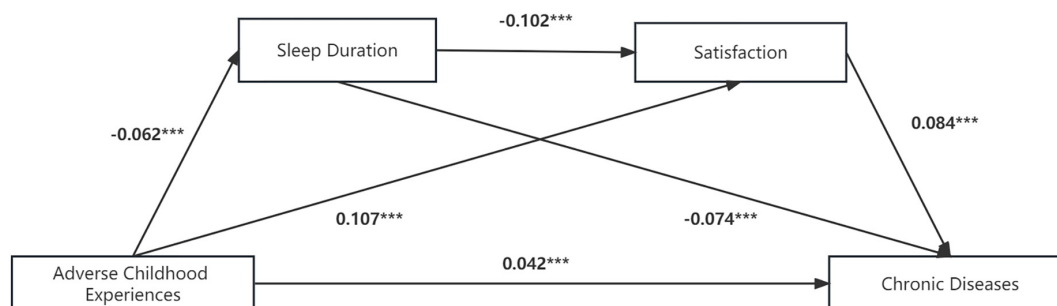 -0.102***
Sleep Duration
Satisfaction
-0.062***
0.084***
0.107***
-0.074***
0.042***
Adverse Childhood
Experiences
Chronic Diseases